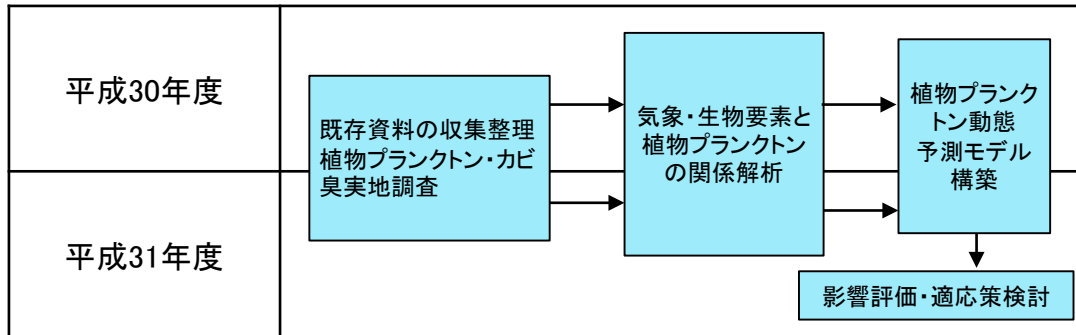 平成30年度
既存資料の収集整理
植物プランクトン・カビ
臭実地調査
気象・生物要素と
植物プランクトン
の関係解析
植物プランク
トン動態
予測モデル
構築
平成31年度
影響評価・適応策検討